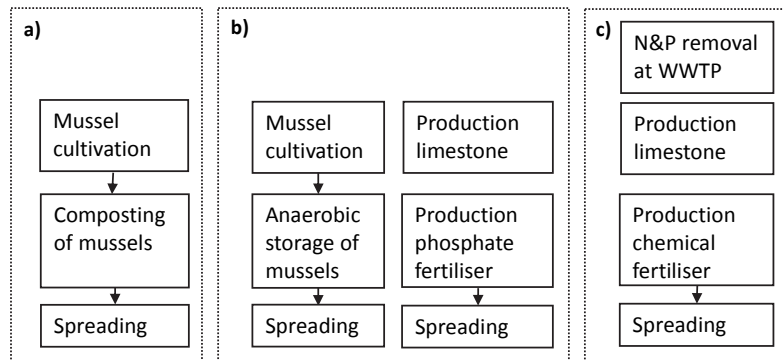 a)
Mussel
cultivation
Composting
of mussels
Spreading
b)
Mussel
cultivation
Anaerobic
storage of
mussels
Spreading
Production
limestone
Production
phosphate
fertiliser
Spreading
c)
N&P removal
at WWTP
Production
limestone
Production
chemical
fertiliser
Spreading